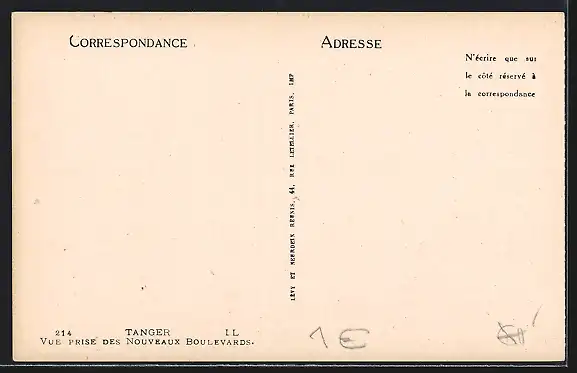 CORRESPONDANCE
ADRESSE
N'écrire que sur
le côté réservé à
la correspondance
LÉVY ET NEURDEIN RÉUNIS, 44, RUE LETELLIER, PARIS, IMP
214 TANGER LL
VUE PRISE DES NOUVEAUX BOULEVARDS.
1 €